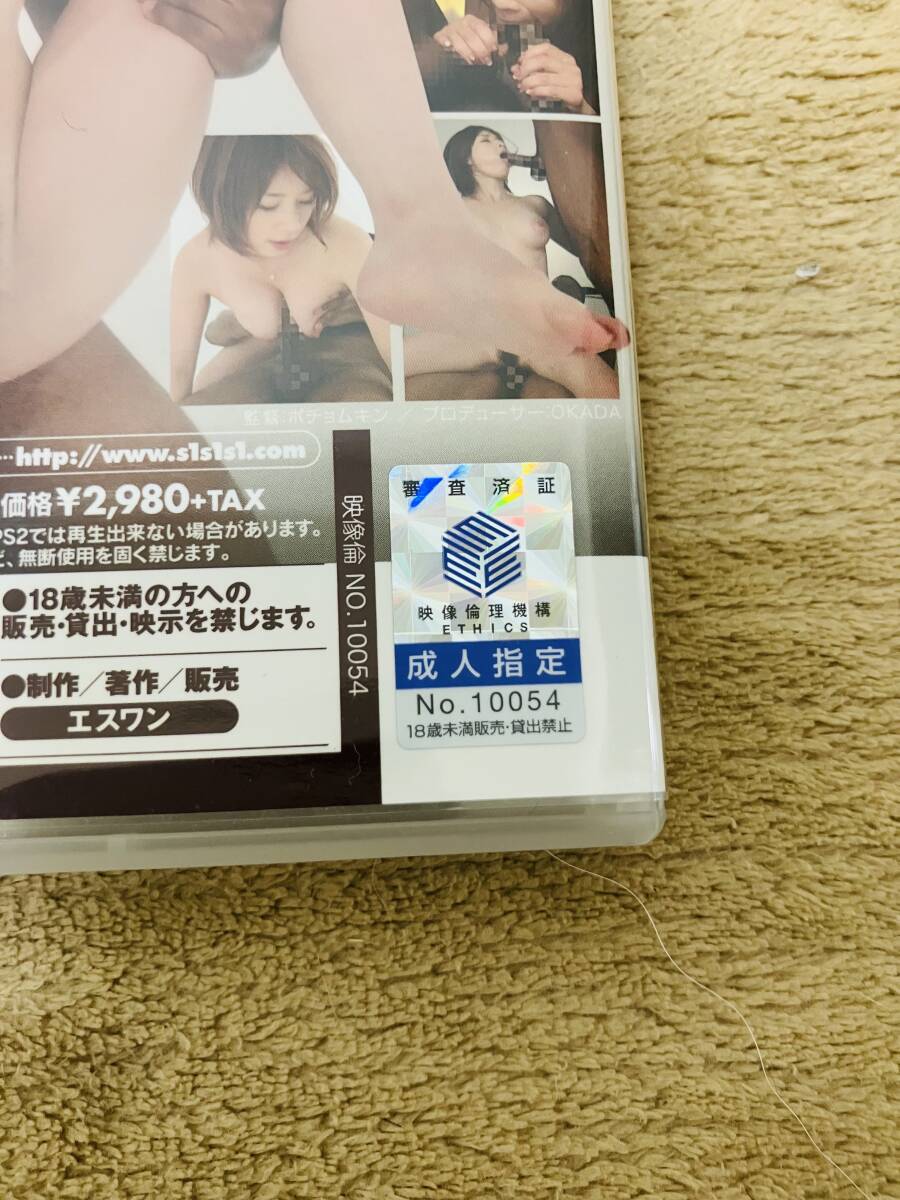 監督:ポチョムキン / プロデューサー:OKADA
…http://www.s1s1s1.com
価格¥2,980+TAX
PS2では再生出来ない場合があります。
無断使用を固く禁じます。
●18歳未満の方への
販売・貸出・映示を禁じます。
●制作/著作/販売
エスワン
映像倫 NO.10054
審査済証
映像倫理機構
ETHICS
成人指定
No.10054
18歳未満販売・貸出禁止